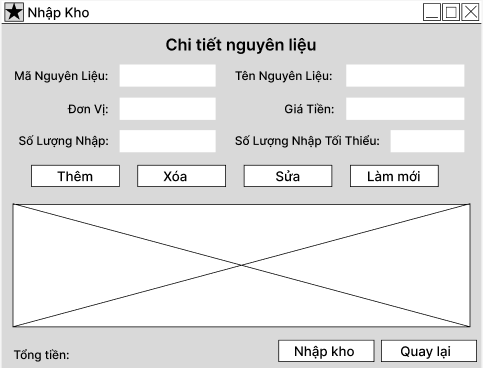 Nhập Kho
Chi tiết nguyên liệu
Mã Nguyên Liệu: Tên Nguyên Liệu:
Đơn Vị: Giá Tiền:
Số Lượng Nhập: Số Lượng Nhập Tối Thiểu:
Thêm Xóa Sửa Làm mới
Tổng tiền: Nhập kho Quay lại